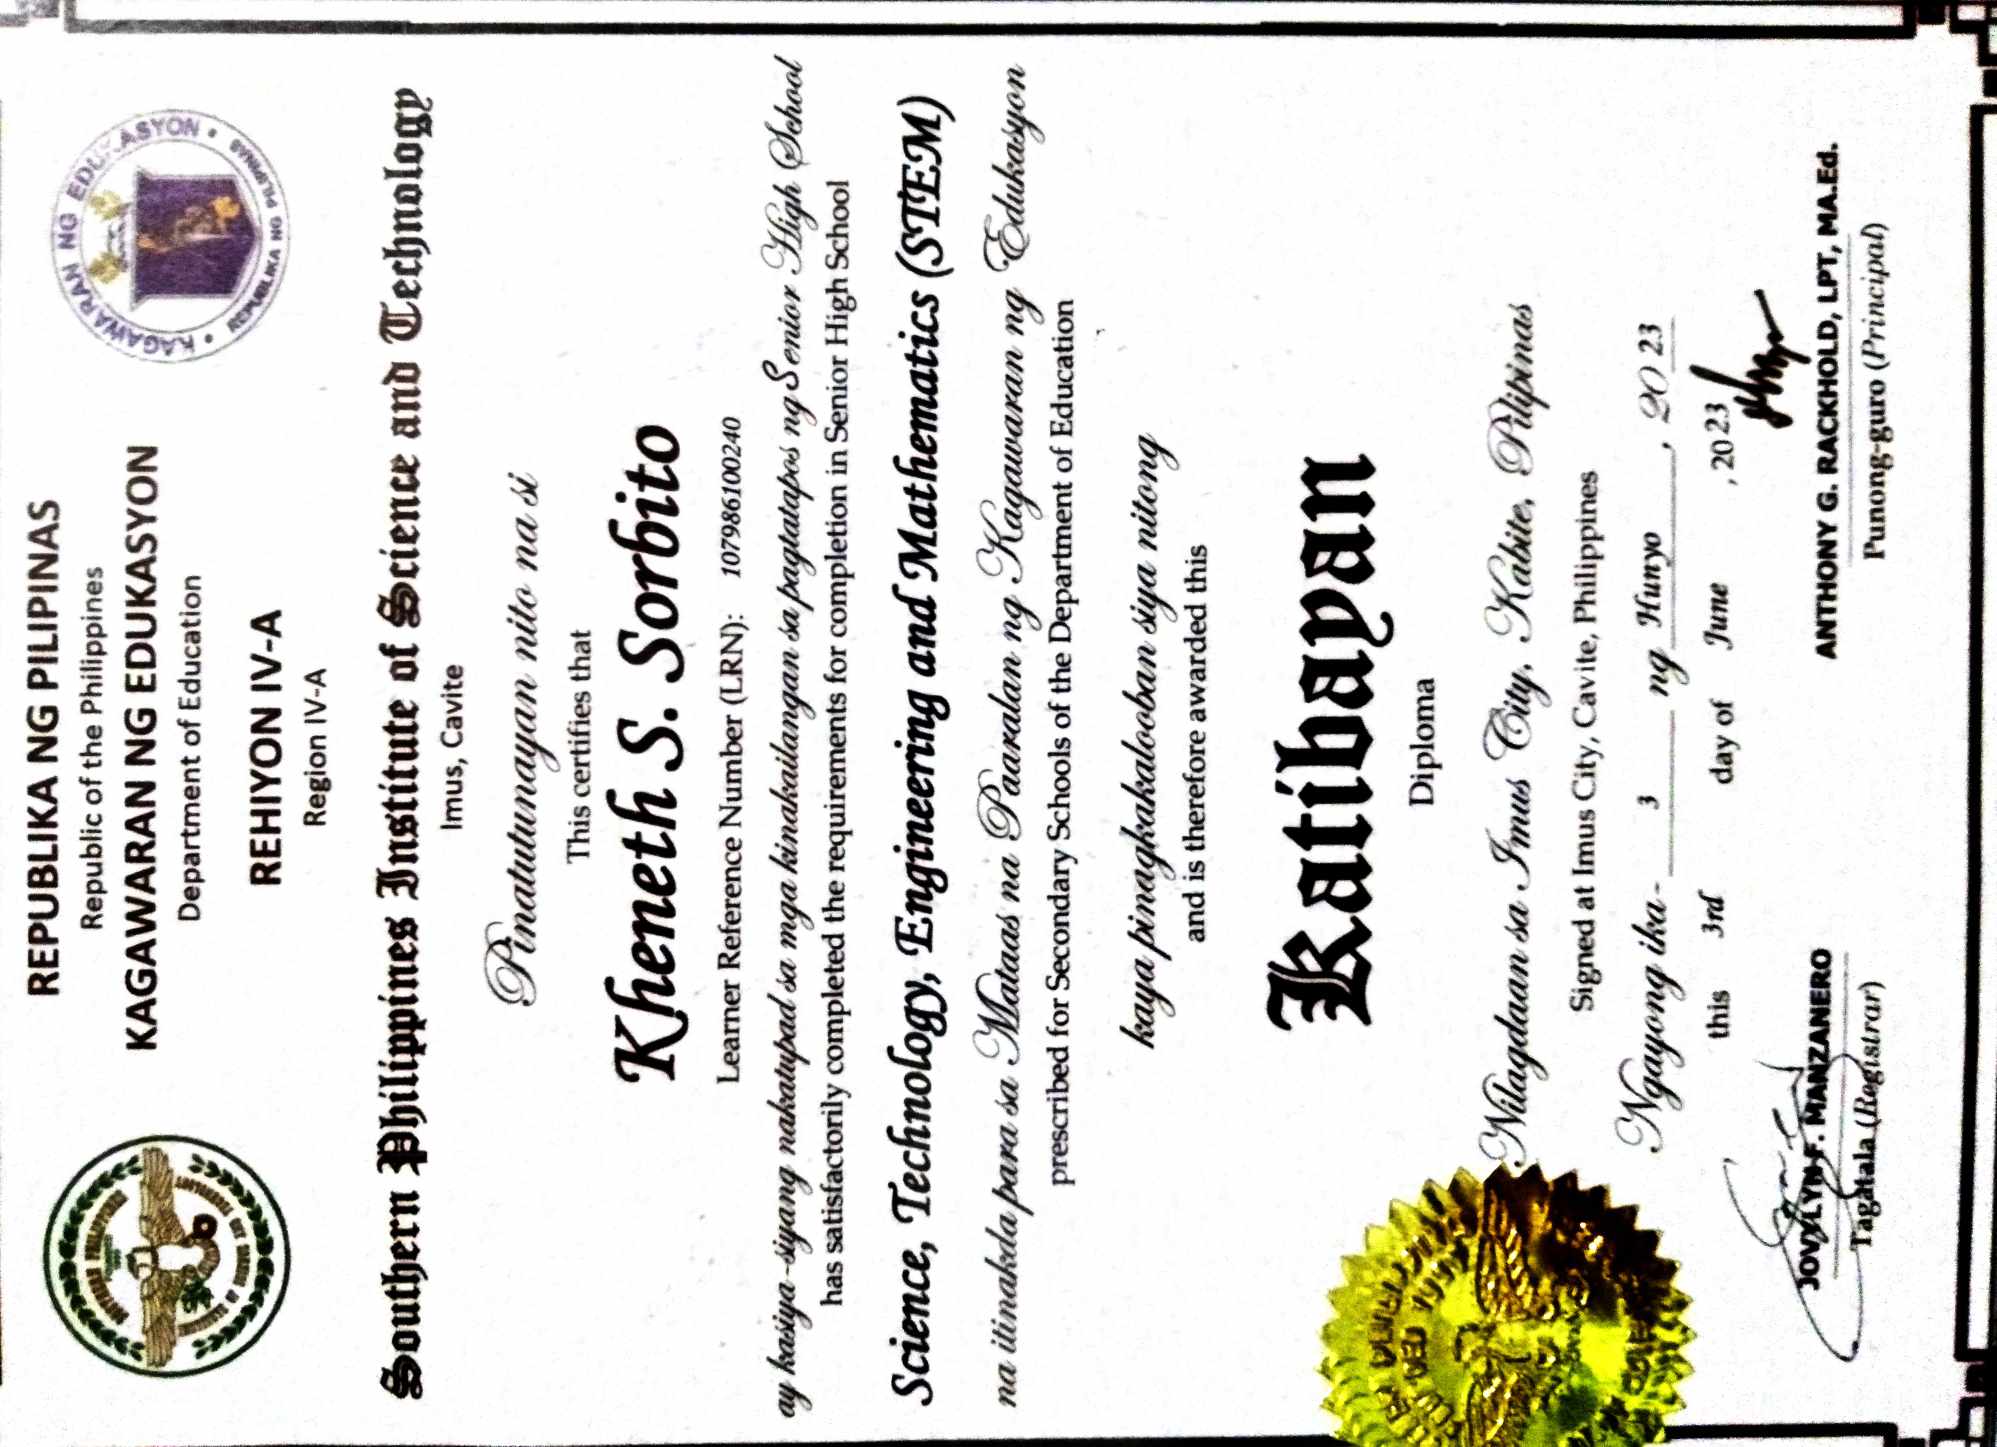 REPUBLIKA NG PILIPINAS
Republic of the Philippines
KAGAWARAN NG EDUKASYON
Department of Education
SOUTHERN PHILIPPINES
INSTITUTE OF SCIENCE AND TECHNOLOGY
KAGAWARAN NG EDUKASYON
REPUBLIKA NG PILIPINAS
REHIYON IV-A
Region IV-A
Southern Philippines Institute of Science and Technology
Imus, Cavite
Pinatutunayan nito na si
This certifies that
Kheneth S. Sorbito
Learner Reference Number (LRN): 107986100240
ay kasiya-siyang nakatupad sa mga kinakailangan sa pagtatapos ng Senior High School
has satisfactorily completed the requirements for completion in Senior High School
Science, Technology, Engineering and Mathematics (STEM)
na itinakda para sa Mataas na Paaralan ng Kagawaran ng Edukasyon
prescribed for Secondary Schools of the Department of Education
kaya pinagkakalooban siya nitong
and is therefore awarded this
Katibayan
Diploma
Nilagdaan sa Imus City, Kabite, Pilipinas
Signed at Imus City, Cavite, Philippines
Ngayong ika- 3 ng Hunyo, 2023
this 3rd day of June, 2023
JOVYLYN F. MANZANERO
Tagatala (Registrar)
ANTHONY G. RACKHOLD, LPT, MA.Ed.
Punong-guro (Principal)